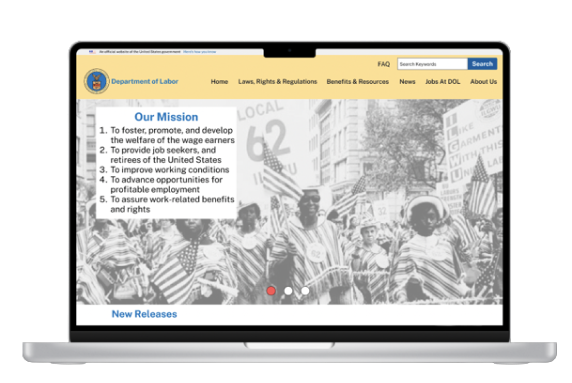 An official website of the United States government Here's how you know
FAQ
Search Keywords
Search
Department of Labor
Home
Laws, Rights & Regulations
Benefits & Resources
News
Jobs At DOL
About Us
Our Mission
1. To foster, promote, and develop
the welfare of the wage earners
2. To provide job seekers, and
retirees of the United States
3. To improve working conditions
4. To advance opportunities for
profitable employment
5. To assure work-related benefits
and rights
LOCAL
62
I
LIKE
GARMENTS
WITH
New Releases